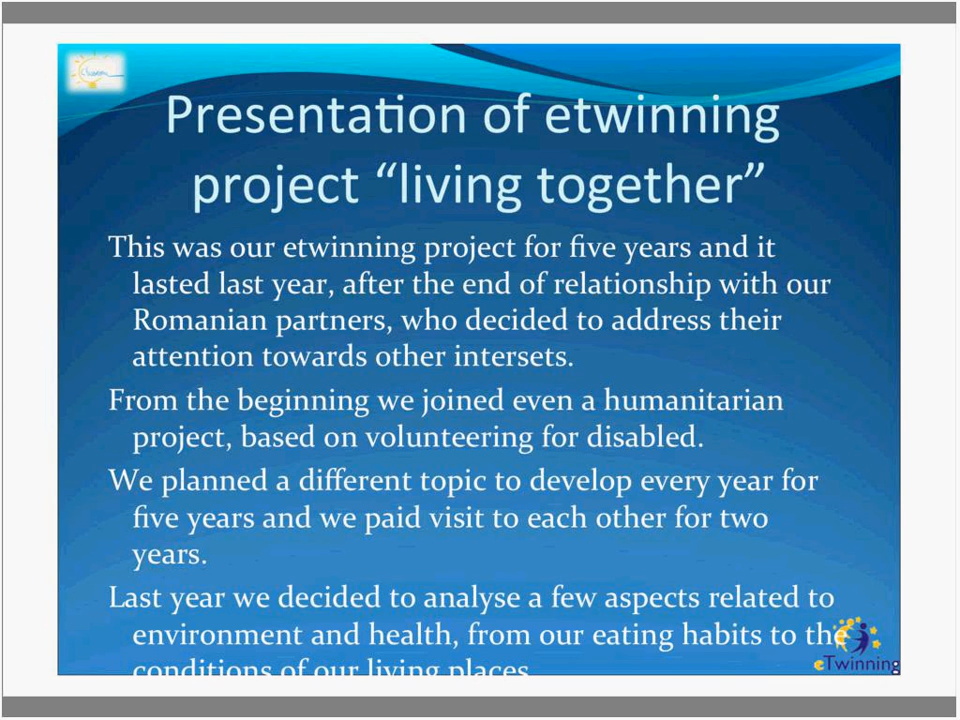 Presentation of etwinning
project “living together”
This was our etwinning project for five years and it
lasted last year, after the end of relationship with our
Romanian partners, who decided to address their
attention towards other intersets.
From the beginning we joined even a humanitarian
project, based on volunteering for disabled.
We planned a different topic to develop every year for
five years and we paid visit to each other for two
years.
Last year we decided to analyse a few aspects related to
environment and health, from our eating habits to the
conditions of our living places
eTwinning